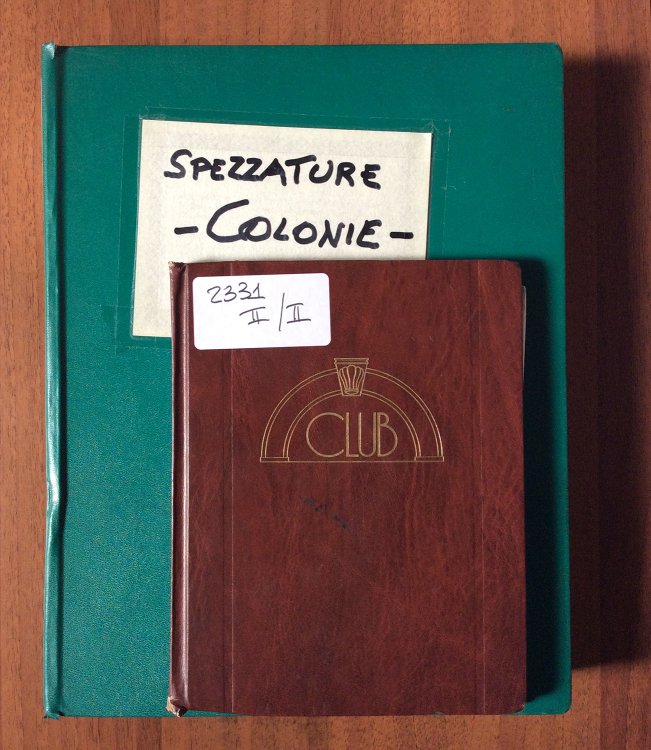 SPEZZATURE
-COLONIE-
2331
II/II
CLUB